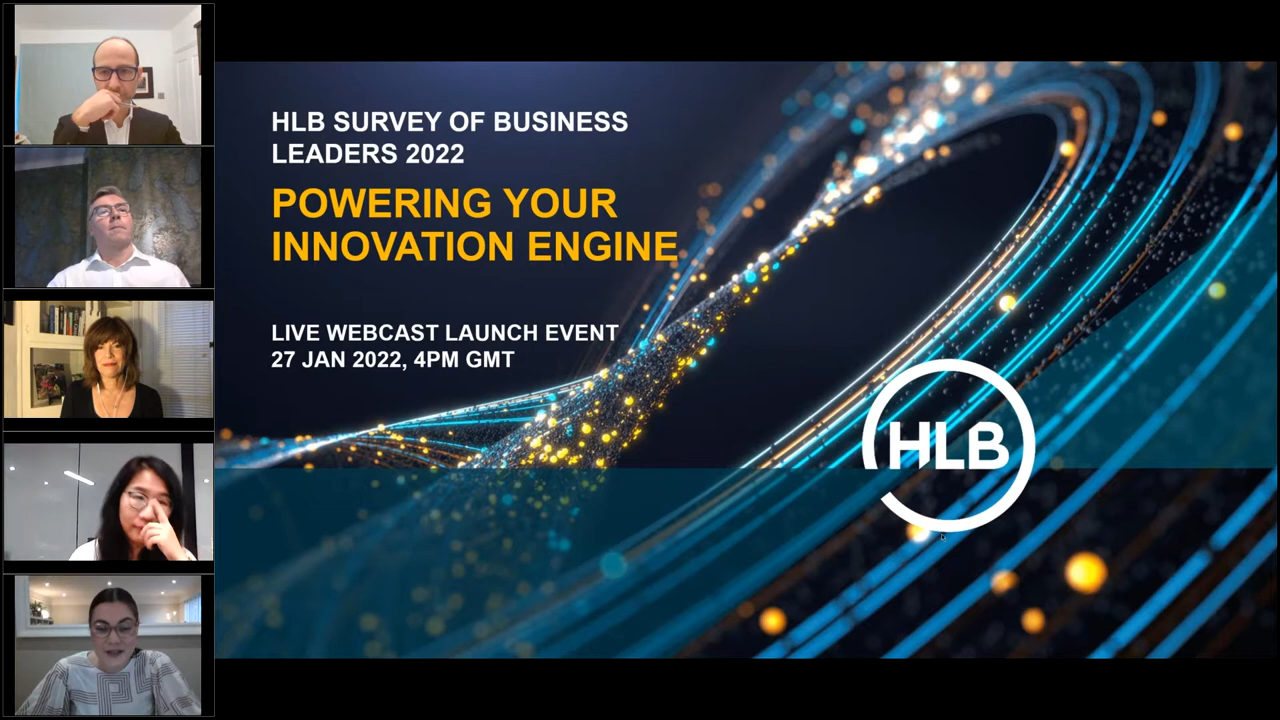 HLB SURVEY OF BUSINESS
LEADERS 2022
POWERING YOUR
INNOVATION ENGINE
LIVE WEBCAST LAUNCH EVENT
27 JAN 2022, 4PM GMT
HLB